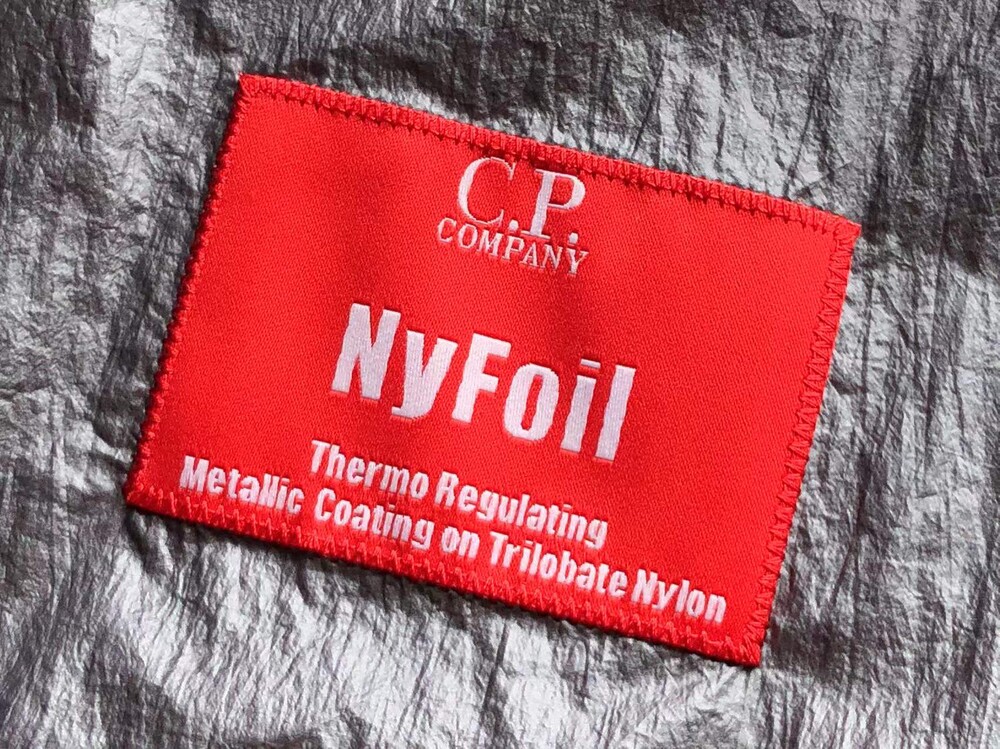 C.P.
COMPANY
NyFoil
Thermo Regulating
Metallic Coating on Trilobate Nylon